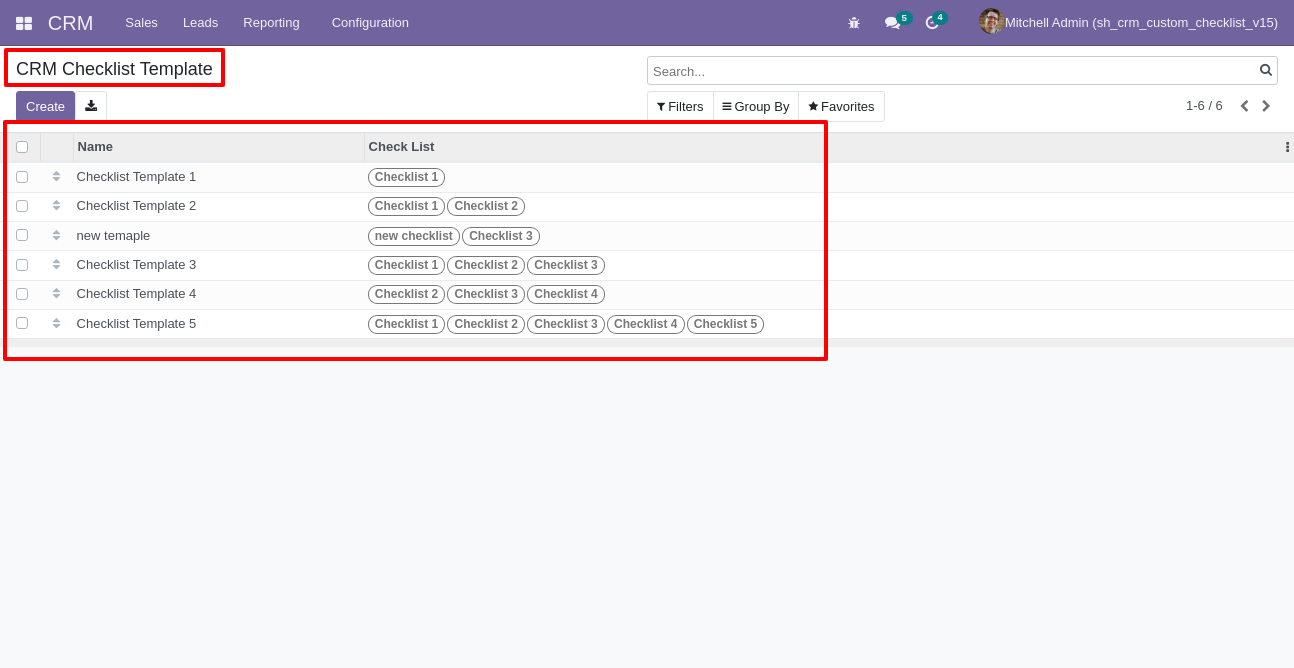 CRM Sales Leads Reporting Configuration 5 4 Mitchell Admin (sh_crm_custom_checklist_v15)
CRM Checklist Template
Search...
Create Filters Group By Favorites 1-6 / 6
Name Check List
Checklist Template 1 Checklist 1
Checklist Template 2 Checklist 1 Checklist 2
new temaple new checklist Checklist 3
Checklist Template 3 Checklist 1 Checklist 2 Checklist 3
Checklist Template 4 Checklist 2 Checklist 3 Checklist 4
Checklist Template 5 Checklist 1 Checklist 2 Checklist 3 Checklist 4 Checklist 5